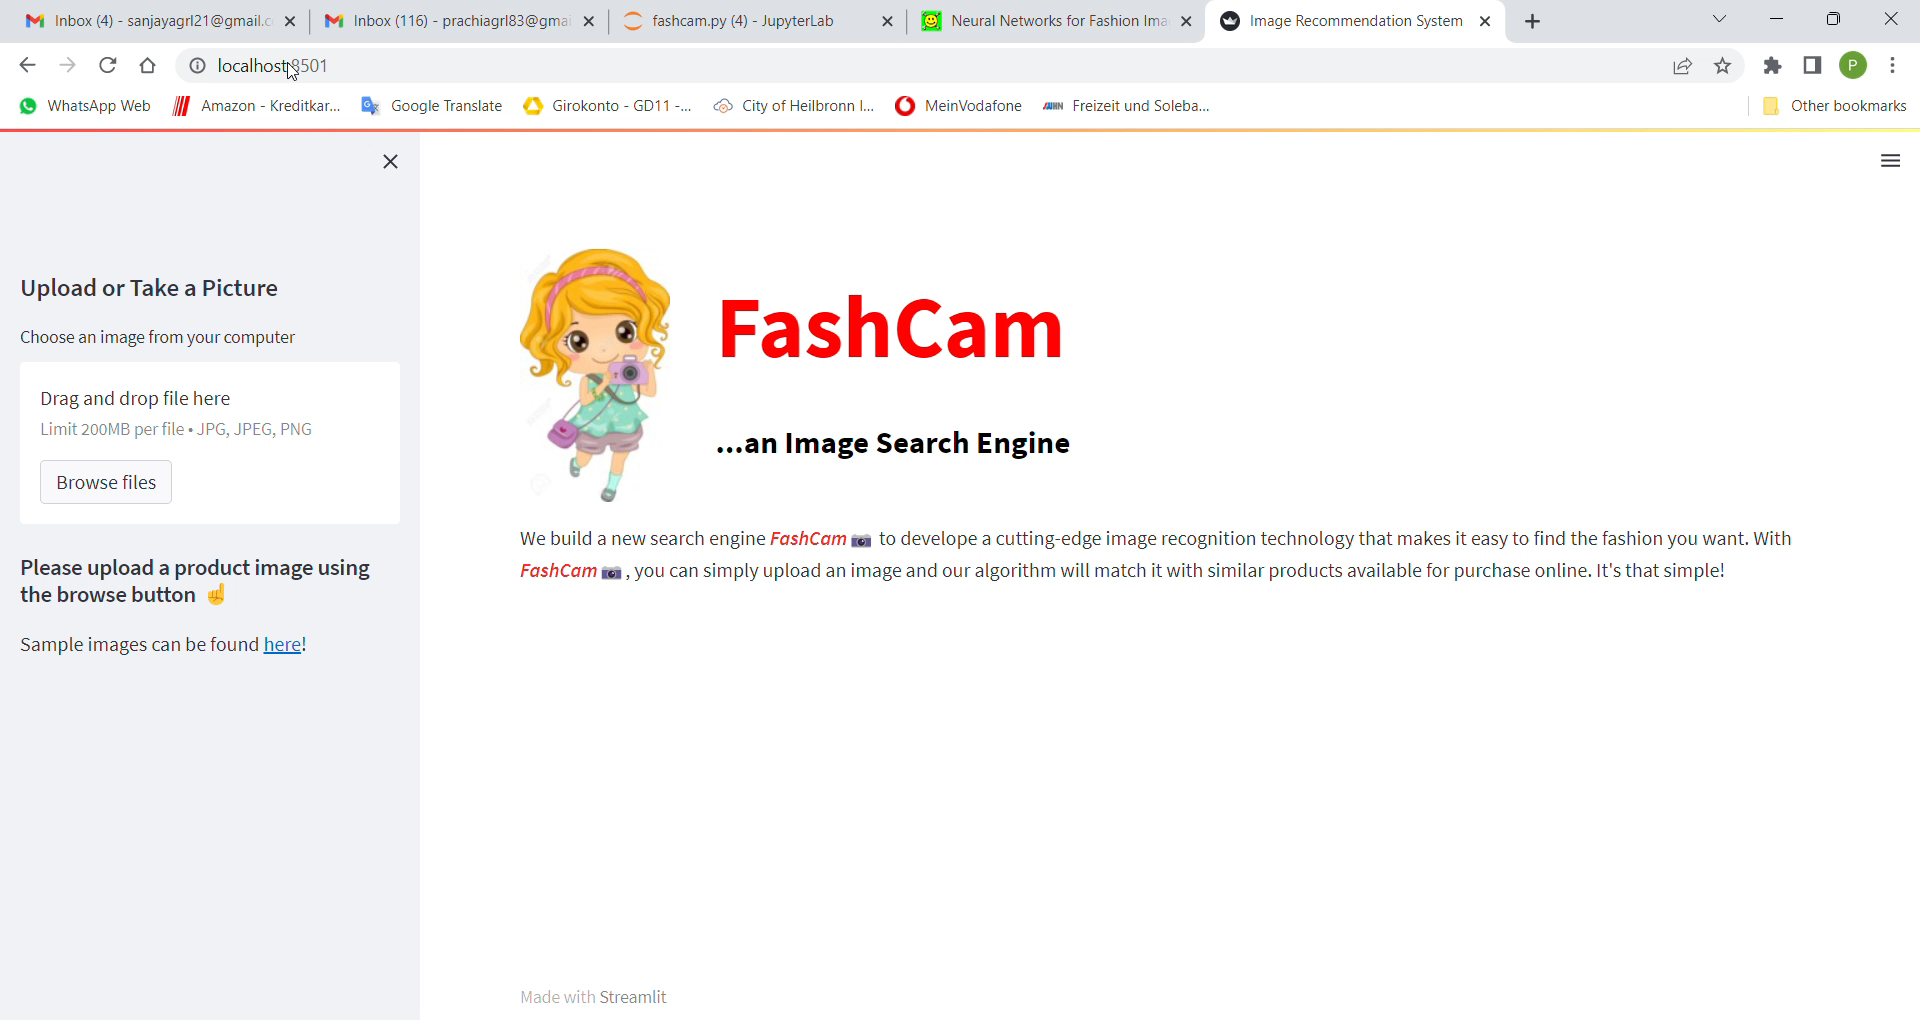 Inbox (4) - sanjayagrl21@gmail.c
Inbox (116) - prachiagrl83@gmai
fashcam.py (4) - JupyterLab
Neural Networks for Fashion Ima
Image Recommendation System
localhost:8501
P
WhatsApp Web
Amazon - Kreditkar...
Google Translate
Girokonto - GD11 -...
City of Heilbronn I...
MeinVodafone
Freizeit und Soleba...
Other bookmarks
Upload or Take a Picture
Choose an image from your computer
Drag and drop file here
Limit 200MB per file • JPG, JPEG, PNG
Browse files
Please upload a product image using
the browse button ☝
Sample images can be found here!
FashCam
...an Image Search Engine
We build a new search engine FashCam 📷 to develope a cutting-edge image recognition technology that makes it easy to find the fashion you want. With
FashCam 📷 , you can simply upload an image and our algorithm will match it with similar products available for purchase online. It's that simple!
Made with Streamlit